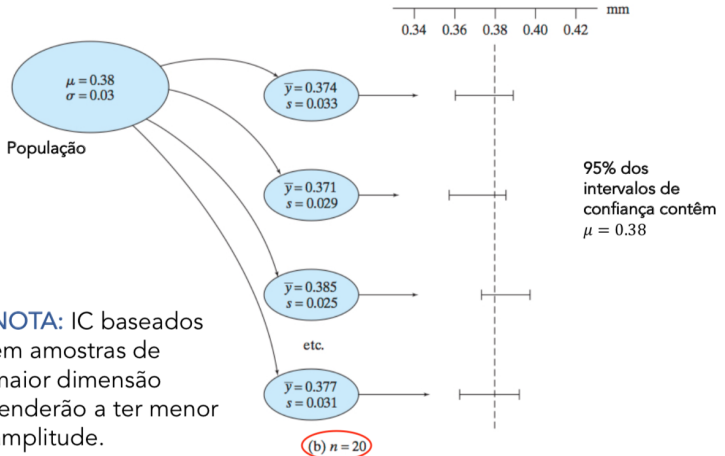 mm
0.34 0.36 0.38 0.40 0.42
μ = 0.38
σ = 0.03
População
y̅ = 0.374
s = 0.033
y̅ = 0.371
s = 0.029
y̅ = 0.385
s = 0.025
etc.
y̅ = 0.377
s = 0.031
(b) n = 20
95% dos
intervalos de
confiança contêm
μ = 0.38
NOTA: IC baseados
em amostras de
maior dimensão
tenderão a ter menor
amplitude.